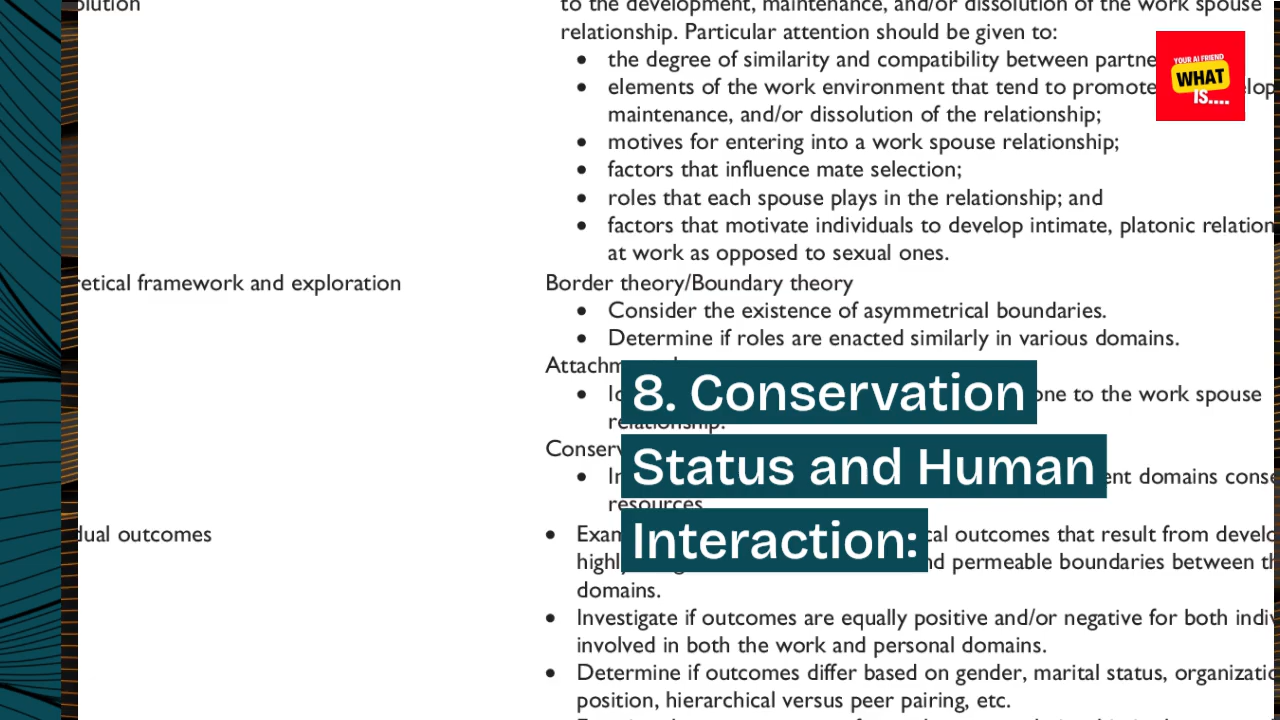 olution
to the development, maintenance, and/or dissolution of the work spouse
relationship. Particular attention should be given to:
• the degree of similarity and compatibility between partne
YOUR AI FRIEND
WHAT
IS....
• elements of the work environment that tend to promote elop
maintenance, and/or dissolution of the relationship;
• motives for entering into a work spouse relationship;
• factors that influence mate selection;
• roles that each spouse plays in the relationship; and
• factors that motivate individuals to develop intimate, platonic relation
at work as opposed to sexual ones.
retical framework and exploration
Border theory/Boundary theory
• Consider the existence of asymmetrical boundaries.
• Determine if roles are enacted similarly in various domains.
Attachm
8. Conservation
• one to the work spouse
relationship.
Conserv
Status and Human
• ent domains conse
resources
dual outcomes
• Exam cal outcomes that result from develo
Interaction:
highly nd permeable boundaries between th
domains.
• Investigate if outcomes are equally positive and/or negative for both indiv
involved in both the work and personal domains.
• Determine if outcomes differ based on gender, marital status, organizatio
position, hierarchical versus peer pairing, etc.